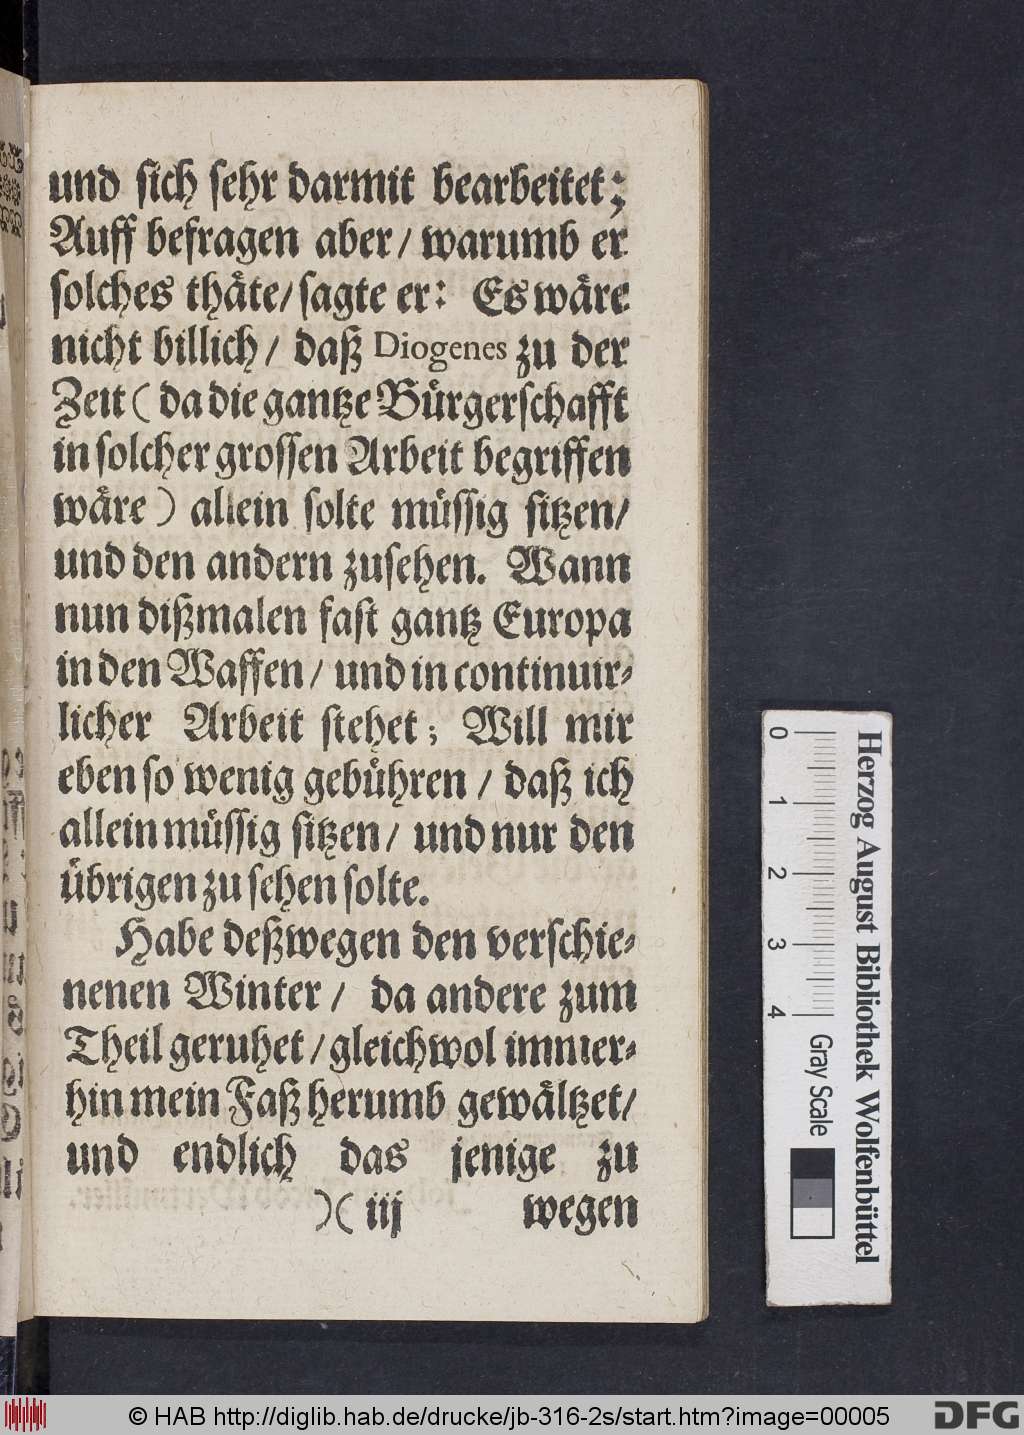 und sich sehr darmit bearbeitet;
Auff befragen aber / warumb er
solches thäte / sagte er: Es wäre
nicht billich / daß Diogenes zu der
Zeit ( da die gantze Bürgerschafft
in solcher grossen Arbeit begriffen
wäre ) allein solte müssig sitzen /
und den andern zusehen. Wann
nun dißmalen fast gantz Europa
in den Waffen / und in continuir-
licher Arbeit stehet; Will mir
eben so wenig gebühren / daß ich
allein müssig sitzen / und nur den
übrigen zu sehen solte.
Habe deßwegen den verschie-
nenen Winter / da andere zum
Theil geruhet / gleichwol immer-
hin mein Faß herumb gewältzet /
und endlich das jenige zu
)( iij wegen
0 1 2 3 4
Gray Scale
Herzog August Bibliothek Wolfenbüttel
© HAB http://diglib.hab.de/drucke/jb-316-2s/start.htm?image=00005
DFG